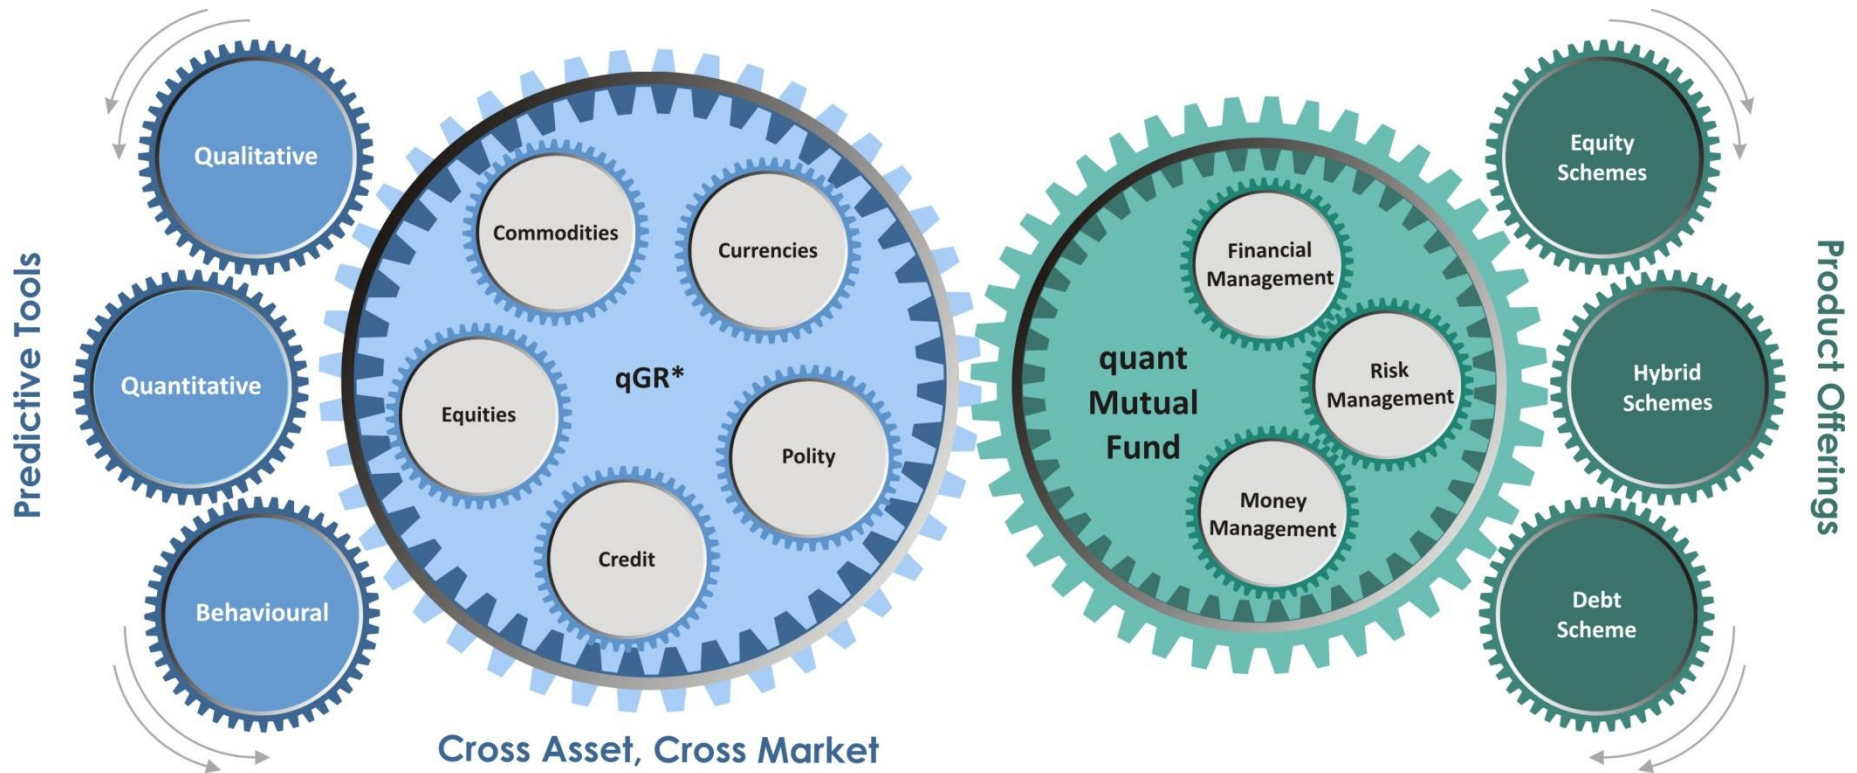 Predictive Tools
Qualitative
Quantitative
Behavioural
Commodities
Currencies
Equities
qGR*
Polity
Credit
Cross Asset, Cross Market
quant
Mutual
Fund
Financial
Management
Risk
Management
Money
Management
Equity
Schemes
Hybrid
Schemes
Debt
Scheme
Product Offerings